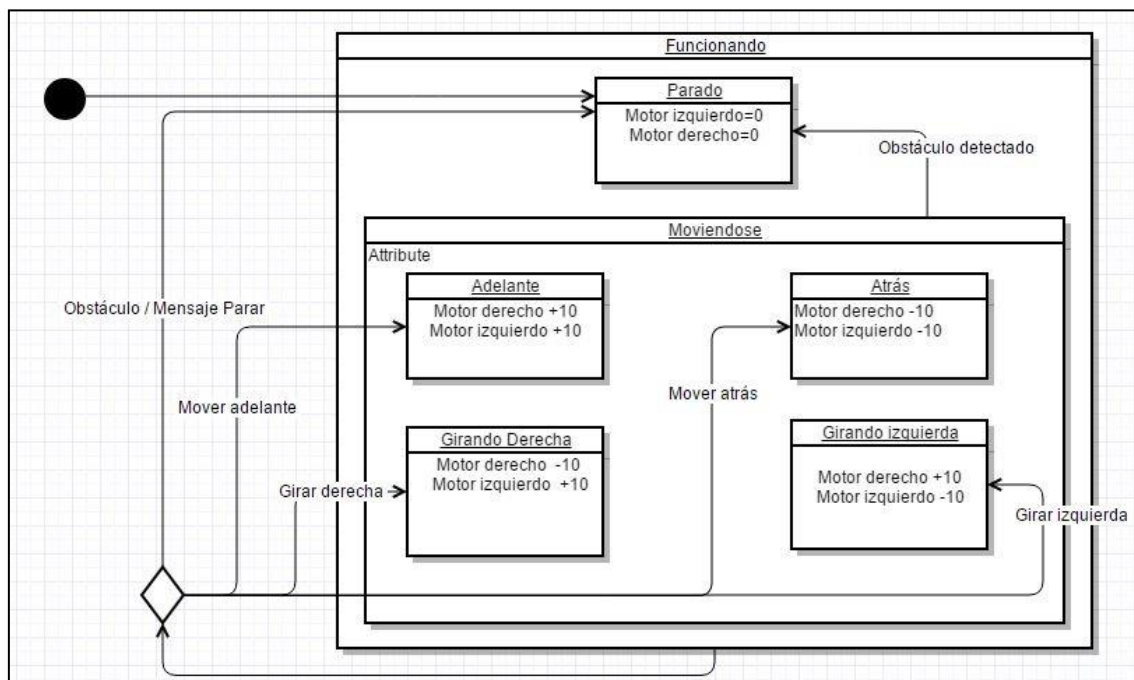 Funcionando
Parado
Motor izquierdo=0
Motor derecho=0
Obstáculo detectado
Moviendose
Attribute
Adelante
Motor derecho +10
Motor izquierdo +10
Atrás
Motor derecho -10
Motor izquierdo -10
Obstáculo / Mensaje Parar
Mover adelante
Mover atrás
Girando Derecha
Motor derecho -10
Motor izquierdo +10
Girando izquierda
Motor derecho +10
Motor izquierdo -10
Girar derecha
Girar izquierda